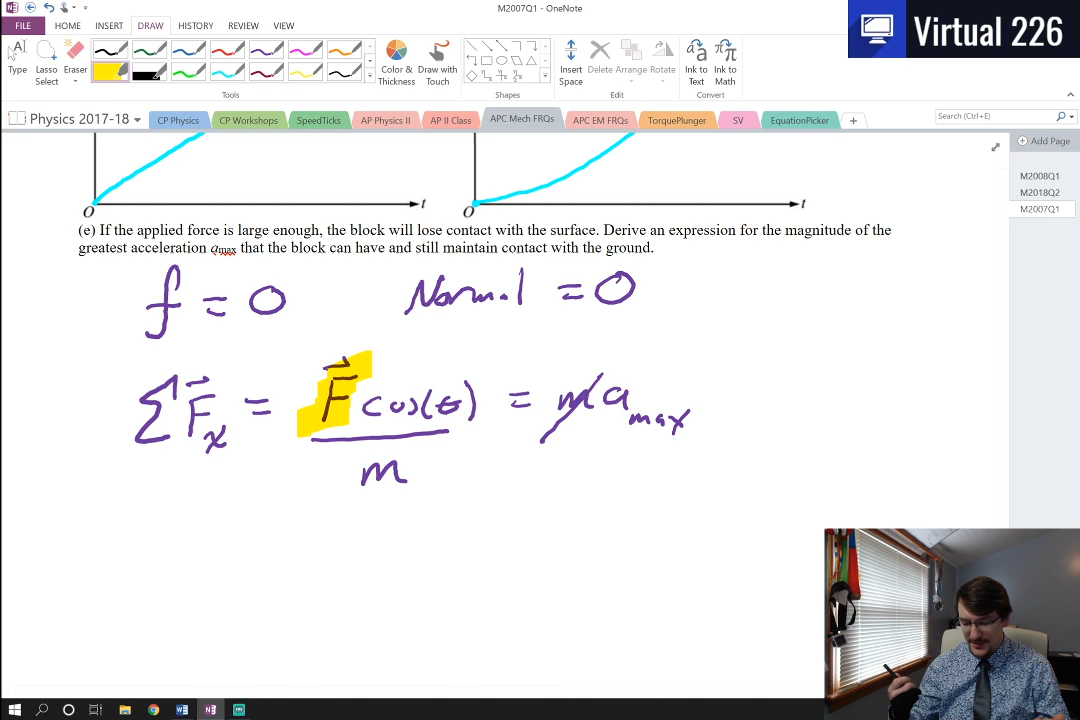 M2007Q1 - OneNote
Virtual 226
FILE HOME INSERT DRAW HISTORY REVIEW VIEW
Type Lasso Select Eraser Color & Thickness Draw with Touch Insert Space Delete Arrange Rotate Ink to Text Ink to Math
Tools Shapes Edit Convert
Physics 2017-18 CP Physics CP Workshops SpeedTicks AP Physics II AP II Class APC Mech FRQs APC EM FRQs TorquePlunger SV EquationPicker Search (Ctrl+E)
Add Page
M2008Q1
M2018Q2
M2007Q1
O t O t
(e) If the applied force is large enough, the block will lose contact with the surface. Derive an expression for the magnitude of the
greatest acceleration amax that the block can have and still maintain contact with the ground.
f = 0 Normal = 0
∑F⃗x = F⃗ cos(θ) / m = m a max